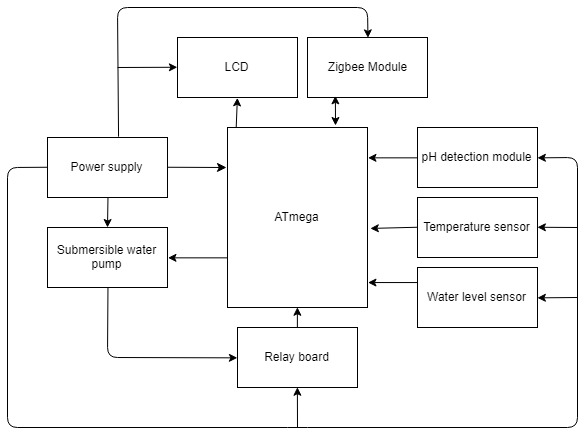 LCD
Zigbee Module
Power supply
ATmega
pH detection module
Temperature sensor
Submersible water
pump
Water level sensor
Relay board